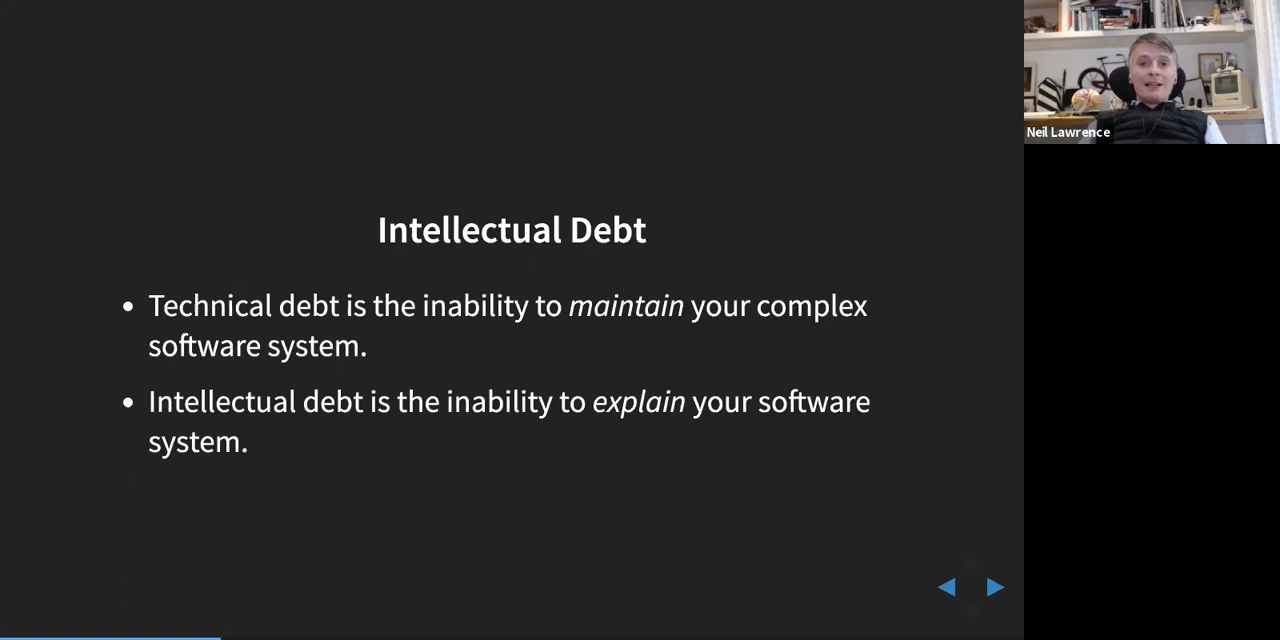 Intellectual Debt
• Technical debt is the inability to maintain your complex
software system.
• Intellectual debt is the inability to explain your software
system.
Neil Lawrence